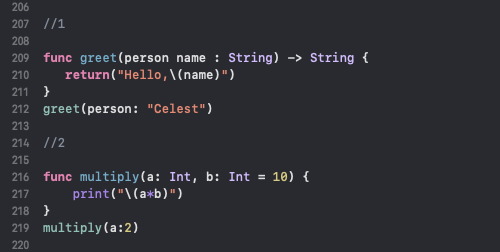 206
207 //1
208
209 func greet(person name : String) -> String {
210    return("Hello,\(name)")
211 }
212 greet(person: "Celest")
213
214 //2
215
216 func multiply(a: Int, b: Int = 10) {
217     print("\(a*b)")
218 }
219 multiply(a:2)
220